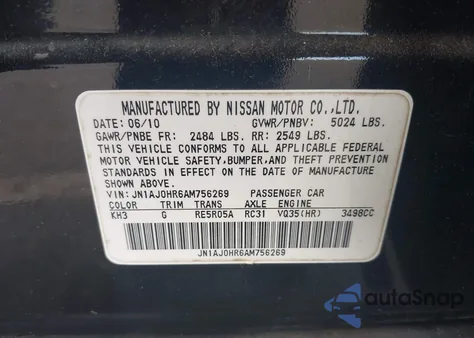 MANUFACTURED BY NISSAN MOTOR CO.,LTD.
DATE: 06/10 GVWR/PNBV: 5024 LBS.
GAWR/PNBE FR: 2484 LBS. RR: 2549 LBS.
THIS VEHICLE CONFORMS TO ALL APPLICABLE FEDERAL
MOTOR VEHICLE SAFETY, BUMPER, AND THEFT PREVENTION
STANDARDS IN EFFECT ON THE DATE OF MANUFACTURE
SHOWN ABOVE.
VIN: JN1AJ0HR6AM756269 PASSENGER CAR
COLOR TRIM TRANS AXLE ENGINE
KH3 G RE5R05A RC31 VQ35(HR) 3498CC
JN1AJ0HR6AM756269
autoSnap